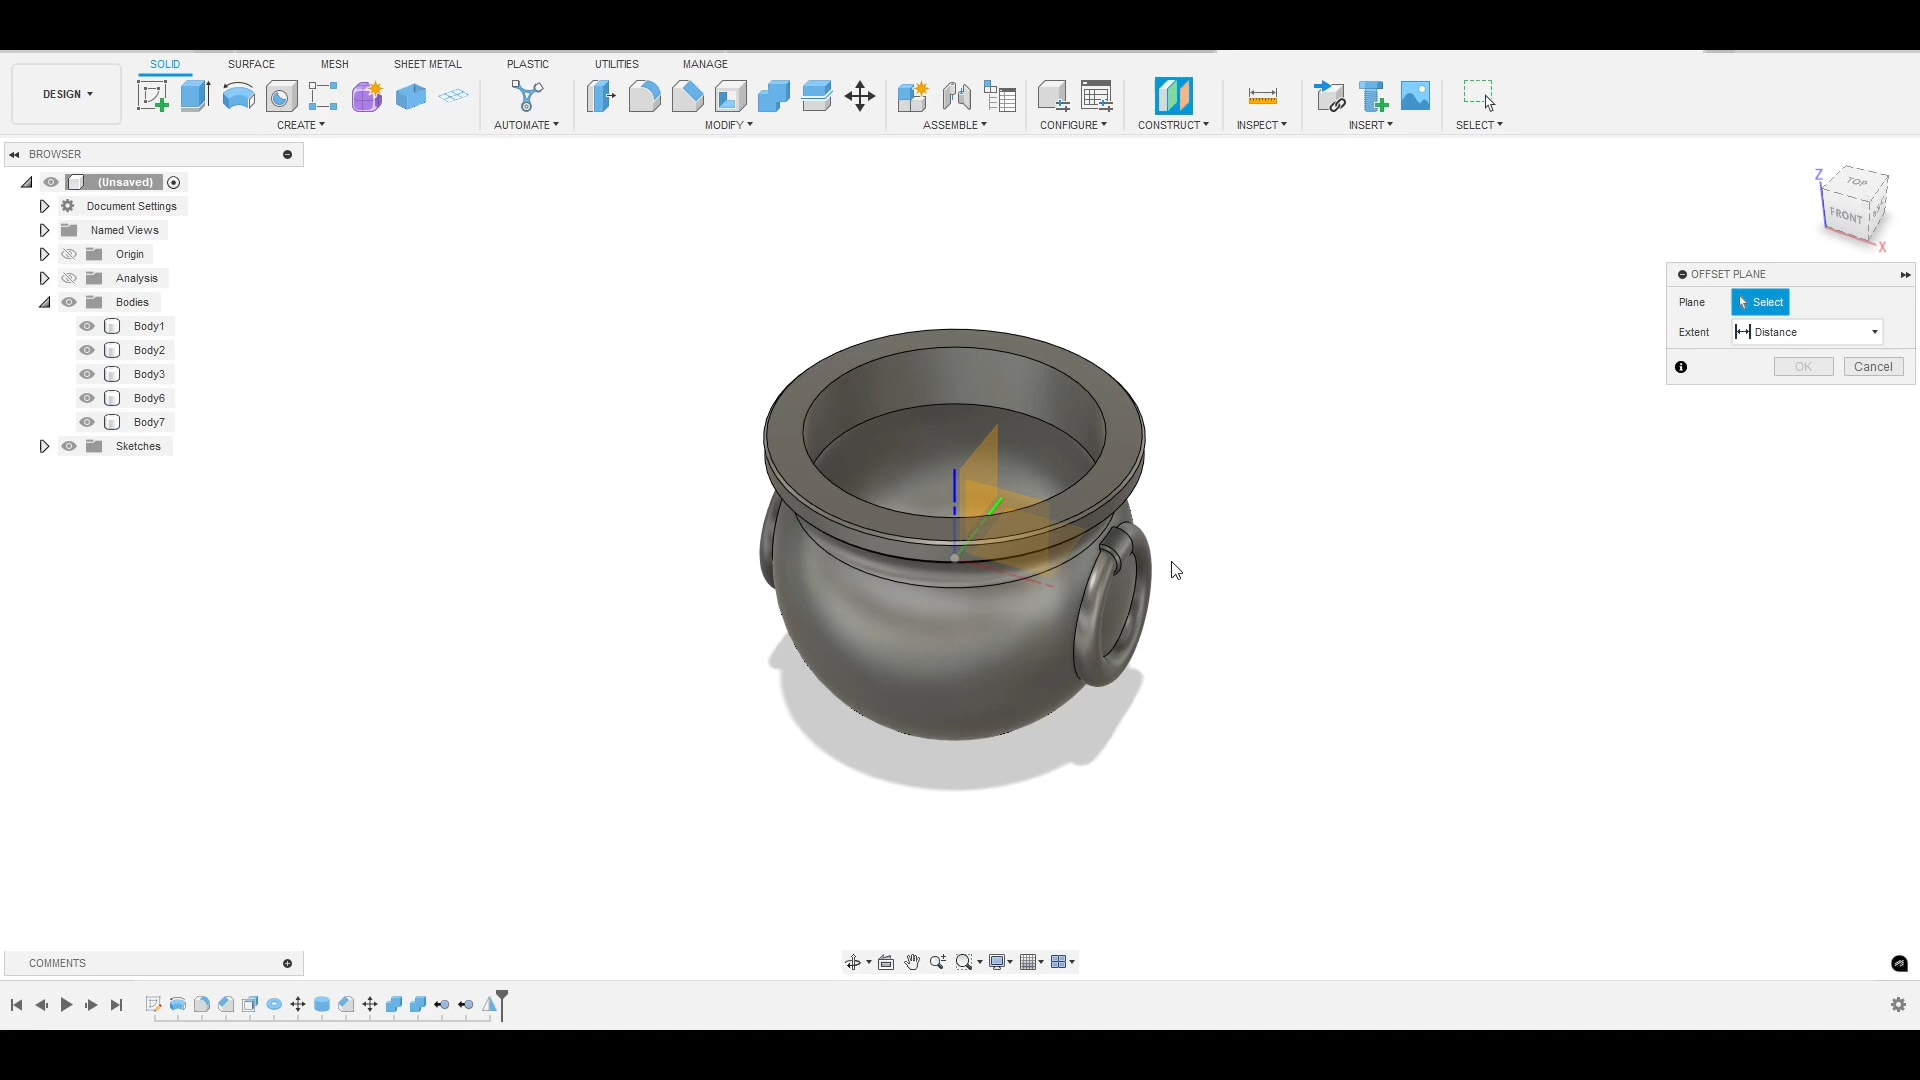 SOLID SURFACE MESH SHEET METAL PLASTIC UTILITIES MANAGE
DESIGN
CREATE AUTOMATE MODIFY ASSEMBLE CONFIGURE CONSTRUCT INSPECT INSERT SELECT
BROWSER
(Unsaved)
Document Settings
Named Views
Origin
Analysis
Bodies
Body1
Body2
Body3
Body6
Body7
Sketches
Z
TOP
FRONT
X
OFFSET PLANE
Plane Select
Extent Distance
OK Cancel
COMMENTS